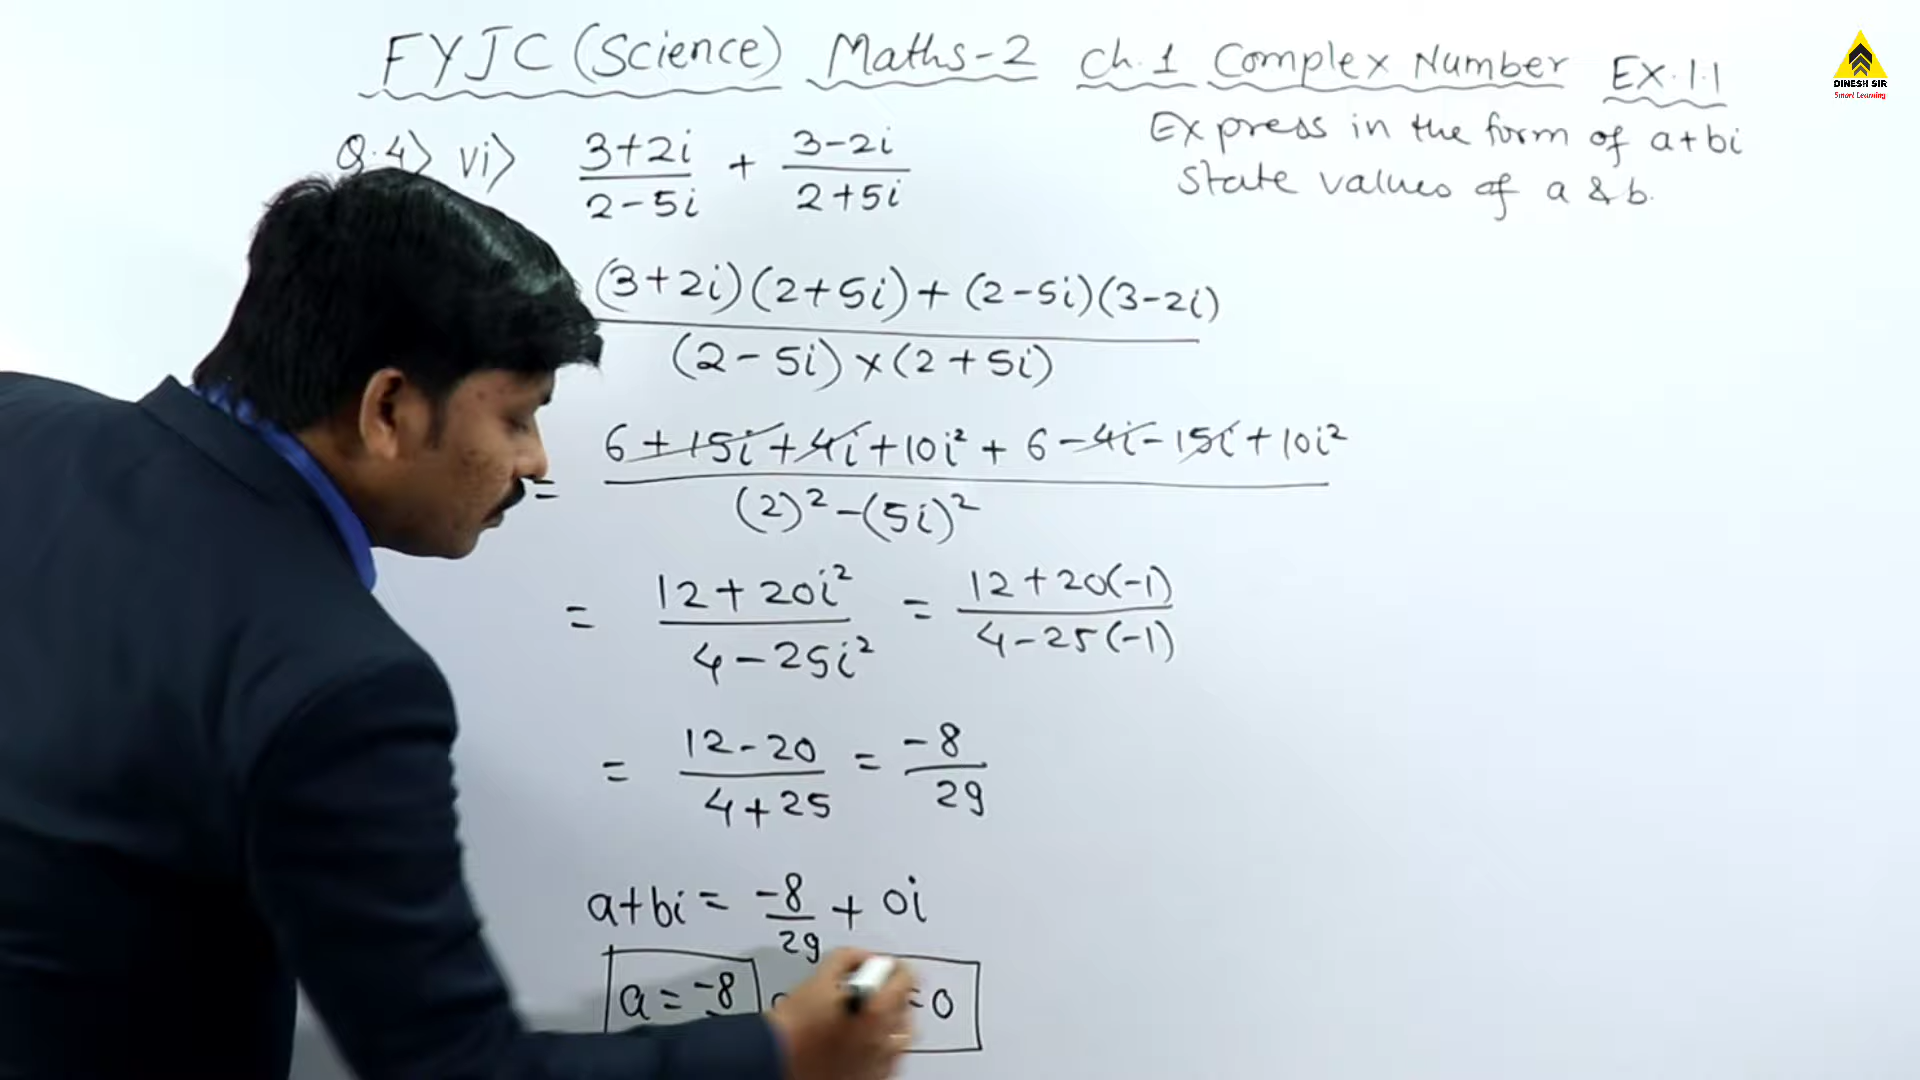 FYJC (Science) Maths-2 Ch.1 Complex Number EX.1.1
Q.4> vi> 3+2i/2-5i + 3-2i/2+5i
Express in the form of a+bi
State values of a & b.
(3+2i)(2+5i)+(2-5i)(3-2i)
(2-5i)×(2+5i)
= 6+15i+4i+10i²+6-4i-15i+10i²
(2)²-(5i)²
= 12+20i²/4-25i² = 12+20(-1)/4-25(-1)
= 12-20/4+25 = -8/29
a+bi = -8/29 + 0i
a = -8 =0
DINESH SIR
Smart Learning